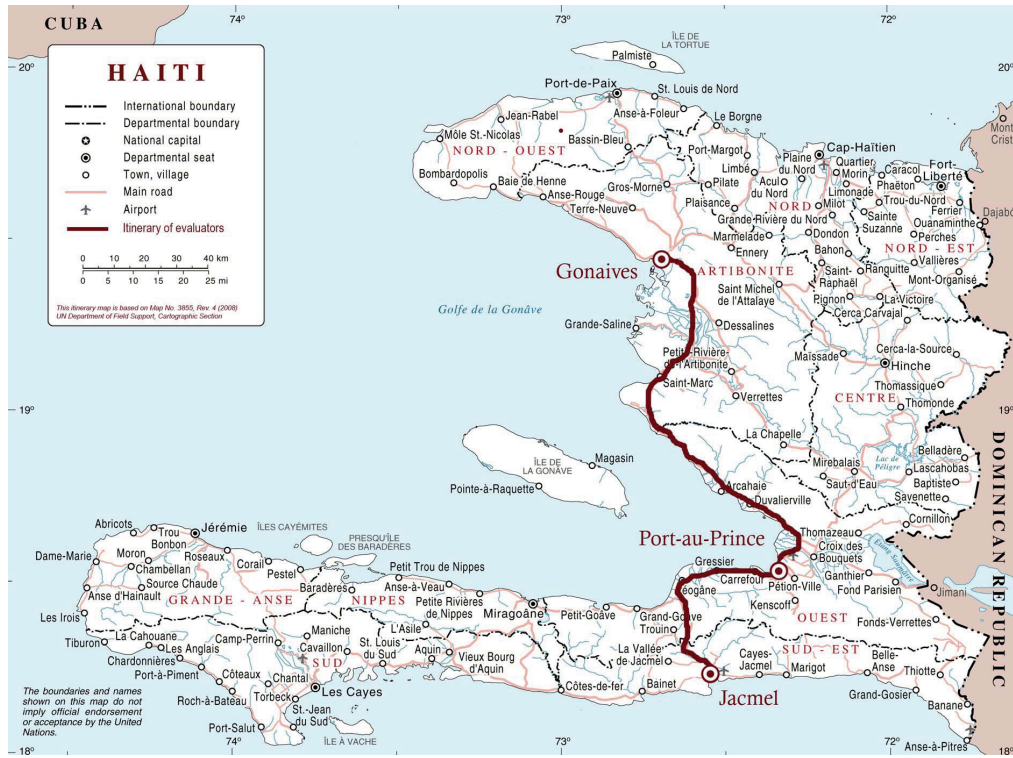 CUBA
74°
73°
72°
20°
20°
HAITI
International boundary
Departmental boundary
National capital
Departmental seat
Town, village
Main road
Airport
Itinerary of evaluators
0 10 20 30 40 km
0 5 10 15 20 25 mi
This itinerary map is based on Map No. 3855, Rev. 4 (2008)
UN Department of Field Support, Cartographic Section
ÎLE DE
LA TORTUE
Palmiste
Port-de-Paix
St. Louis de Nord
Anse-à-Foleur
Jean-Rabel
Le Borgne
Môle St.-Nicolas
NORD - OUEST
Bassin-Bleu
Port-Margot
Cap-Haïtien
Plaine
du Nord
Quartier
Morin
Limonade
Caracol
Fort-
Liberté
Phaëton
Limbé
Acul
du Nord
Bombardopolis
Baie de Henne
Anse-Rouge
Gros-Morne
Pilate
Terre-Neuve
Plaisance
NORD
Milot
Trou-du-Nord
Ferrier
Grande-Rivière du Nord
Sainte
Suzanne
Ouanaminthe
Dajabó
Mont
Crist
Perches
NORD - EST
Marmelade
Dondon
Ennery
Bahon
Vallières
Gonaives
ARTIBONITE
Saint-
Raphaël
Ranquitte
Mont-Organisé
Saint Michel
de l'Attalaye
Pignon
La Victoire
Cerca Carvajal
Golfe de la Gonâve
Grande-Saline
Dessalines
Petite-Rivière-
de-l'Artibonite
Maïssade
Cerca-la-Source
Hinche
Saint-Marc
Verrettes
Thomassique
CENTRE
Thomonde
19°
19°
La Chapelle
Lac de
Péligre
Belladère
Mirebalais
Lascahobas
Saut-d'Eau
Baptiste
Savenette
ÎLE DE
LA GONÂVE
Magasin
Pointe-à-Raquette
Arcahaie
Duvalierville
Cornillon
DOMINICAN REPUBLIC
Port-au-Prince
Thomazeau
Croix des
Bouquets
Etang Saumatre
Abricots
Jérémie
ÎLES CAYÉMITES
Trou
Bonbon
Roseaux
PRESQU'ÎLE
DES BARADÈRES
Dame-Marie
Moron
Chambellan
Corail
Pestel
Petit Trou de Nippes
Gressier
Carrefour
Pétion-Ville
Ganthier
Fond Parisien
Jimani
Source Chaude
Anse d'Hainault
Baradères
Anse-à-Veau
Léogâne
Kenscoff
GRANDE - ANSE
NIPPES
Petite Rivières
de Nippes
Miragoâne
Petit-Goâve
Grand-Goave
OUEST
Les Irois
Fonds-Verrettes
Trouin
Tiburon
La Cahouane
Camp-Perrin
Maniche
L'Asile
Les Anglais
Cavaillon
St. Louis
du Sud
Aquin
Vieux Bourg
d'Aquin
La Vallée
de Jacmel
SUD - EST
Chardonnières
SUD
Cayes-
Jacmel
Marigot
Belle-
Anse
Thiotte
Port-à-Piment
Côteaux
Chantal
Roch-à-Bateau
Torbeck
Les Cayes
Côtes-de-fer
Bainet
Jacmel
Grand-Gosier
Banane
St.-Jean
du Sud
Port-Salut
ÎLE À VACHE
Anse-à-Pitres
The boundaries and names
shown on this map do not
imply official endorsement
or acceptance by the United
Nations.
18°
18°
74°
73°
72°